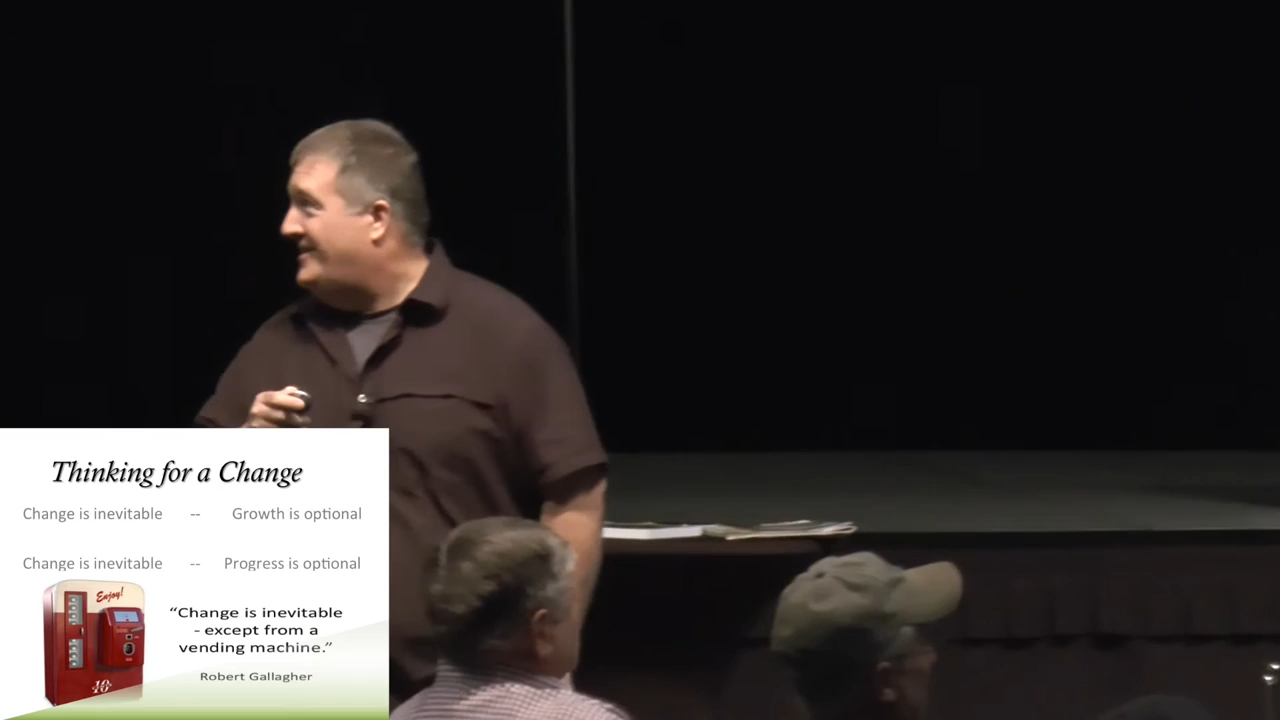 Thinking for a Change
Change is inevitable -- Growth is optional
Change is inevitable -- Progress is optional
Enjoy!
“Change is inevitable
- except from a
vending machine.”
10¢
Robert Gallagher